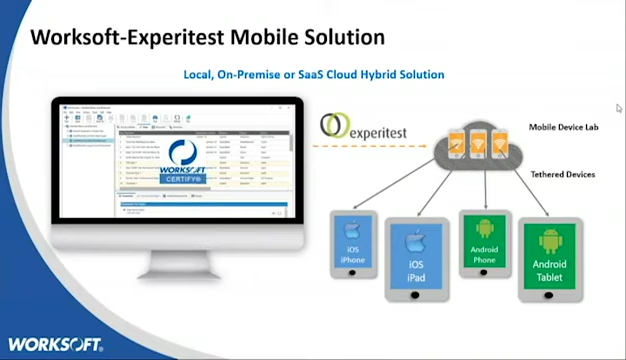 Worksoft-Experitest Mobile Solution
Local, On-Premise or SaaS Cloud Hybrid Solution
WORKSOFT
CERTIFY®
experitest
Mobile Device Lab
Tethered Devices
iOS
iPhone
iOS
iPad
Android
Phone
Android
Tablet
WORKSOFT®